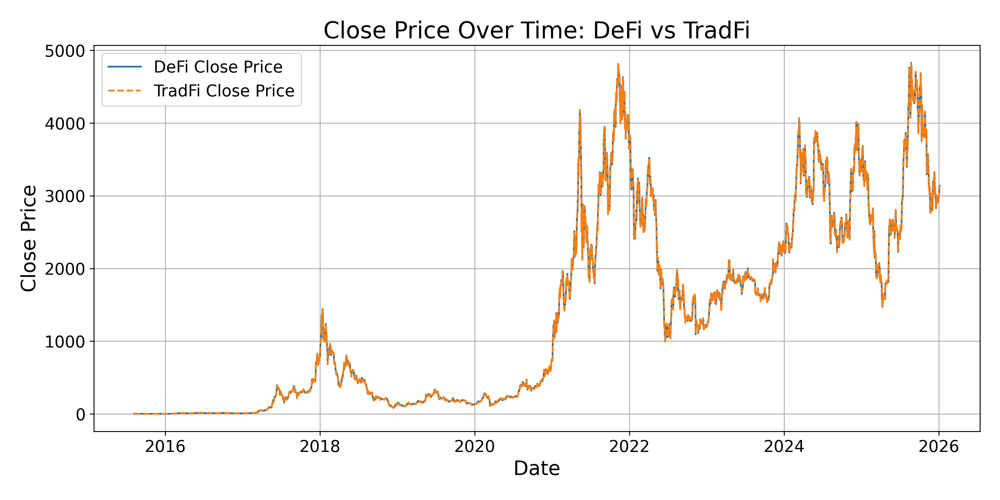 Close Price Over Time: DeFi vs TradFi
DeFi Close Price
TradFi Close Price
5000
4000
3000
2000
1000
0
Close Price
2016 2018 2020 2022 2024 2026
Date